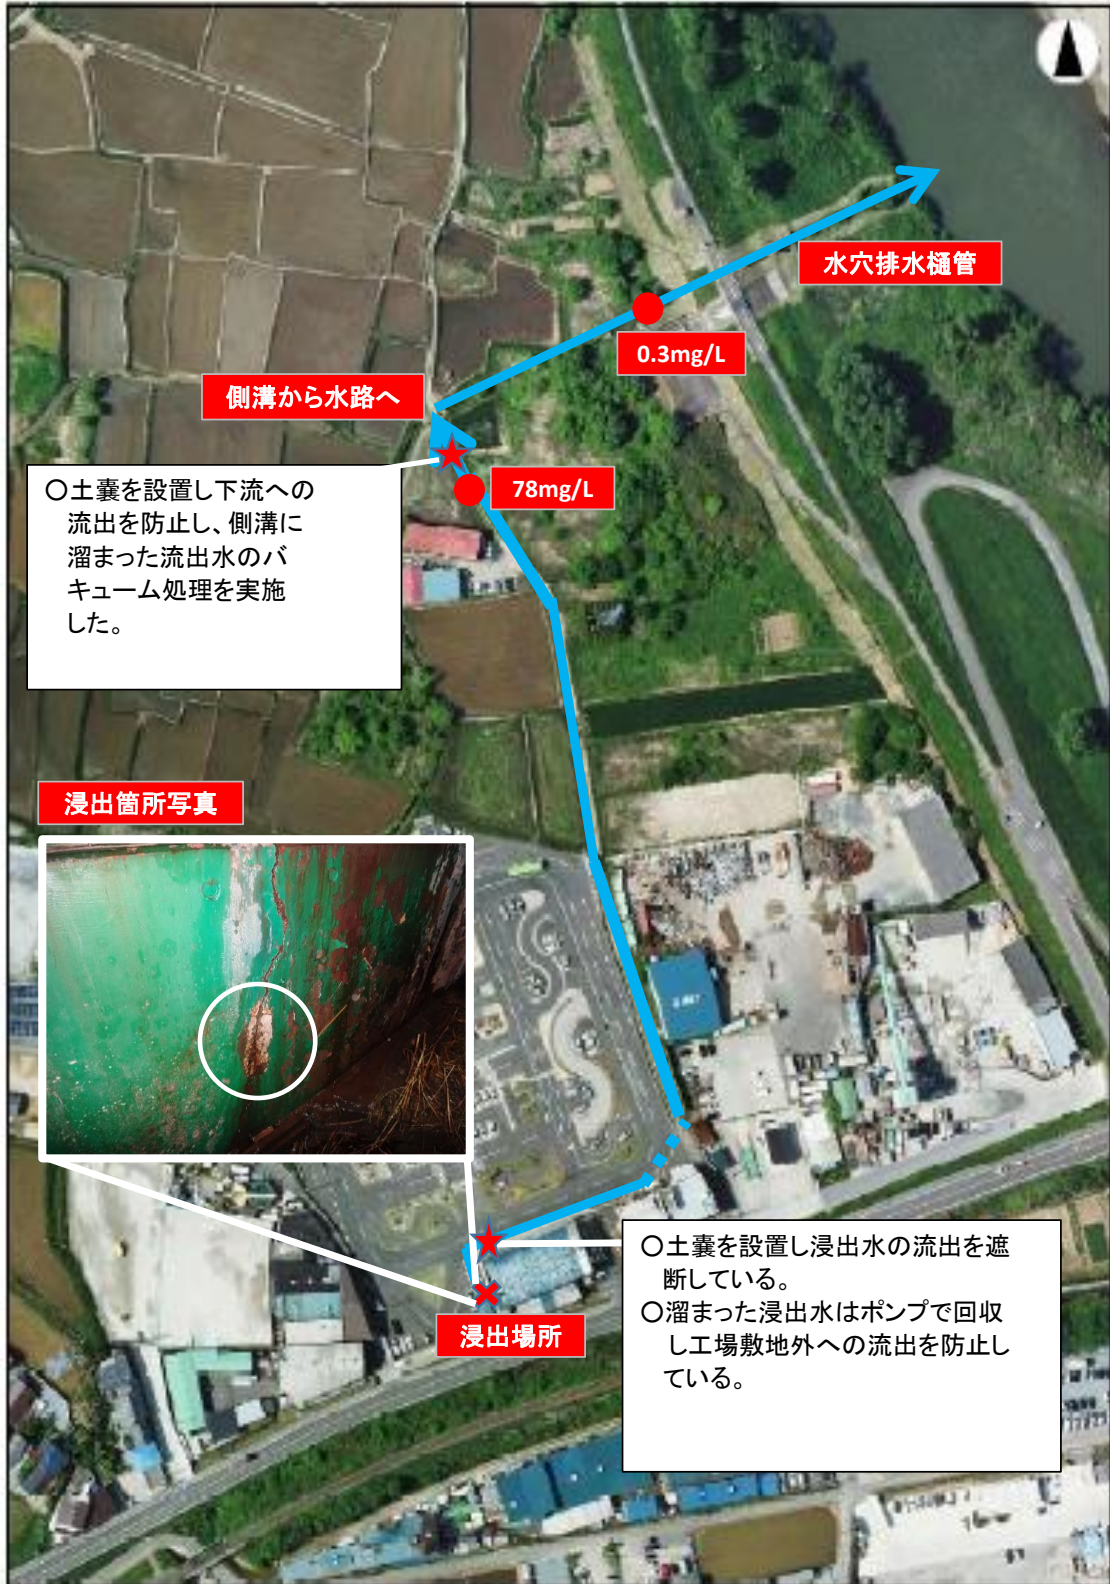 水穴排水樋管
0.3mg/L
側溝から水路へ
78mg/L
〇土嚢を設置し下流への
流出を防止し、側溝に
溜まった流出水のバ
キューム処理を実施
した。
浸出箇所写真
〇土嚢を設置し浸出水の流出を遮
断している。
〇溜まった浸出水はポンプで回収
し工場敷地外への流出を防止し
ている。
浸出場所